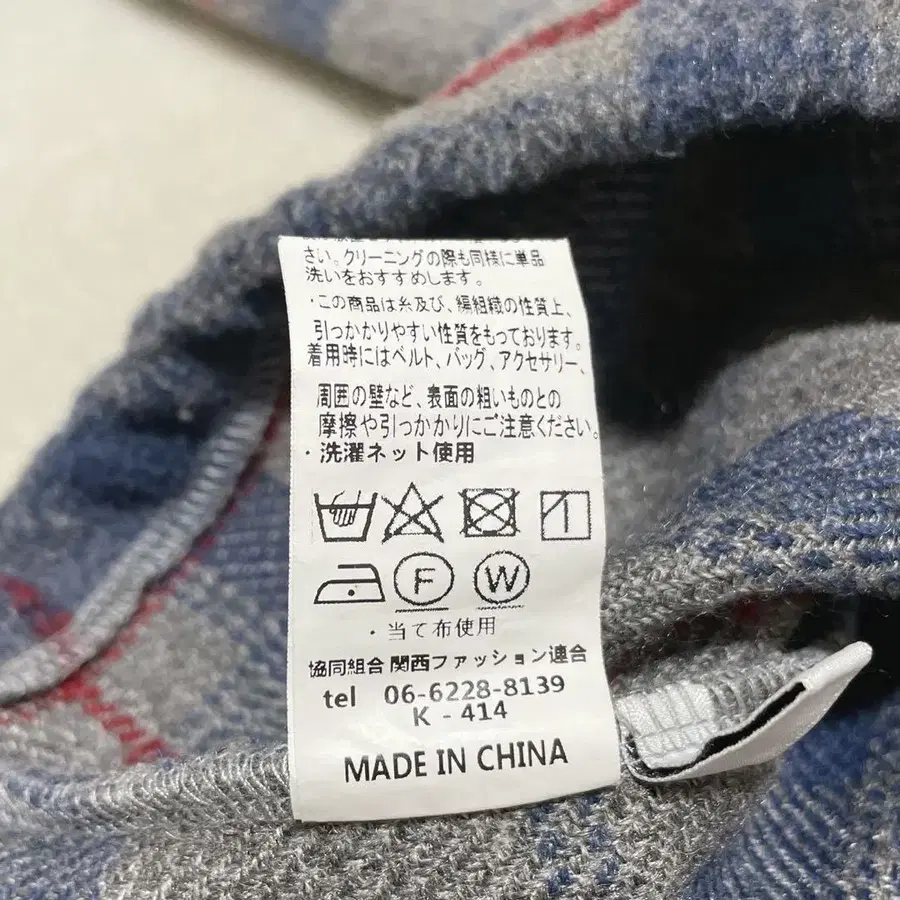 さい。クリーニングの際も同様に単品
洗いをおすすめします。
・この商品は糸及び、編組織の性質上、
引っかかりやすい性質をもっております。
着用時にはベルト、バッグ、アクセサリー、
周囲の壁など、表面の粗いものとの
摩擦や引っかかりにご注意ください。
・洗濯ネット使用
F W
・当て布使用
協同組合 関西ファッション連合
tel 06-6228-8139
K - 414
MADE IN CHINA